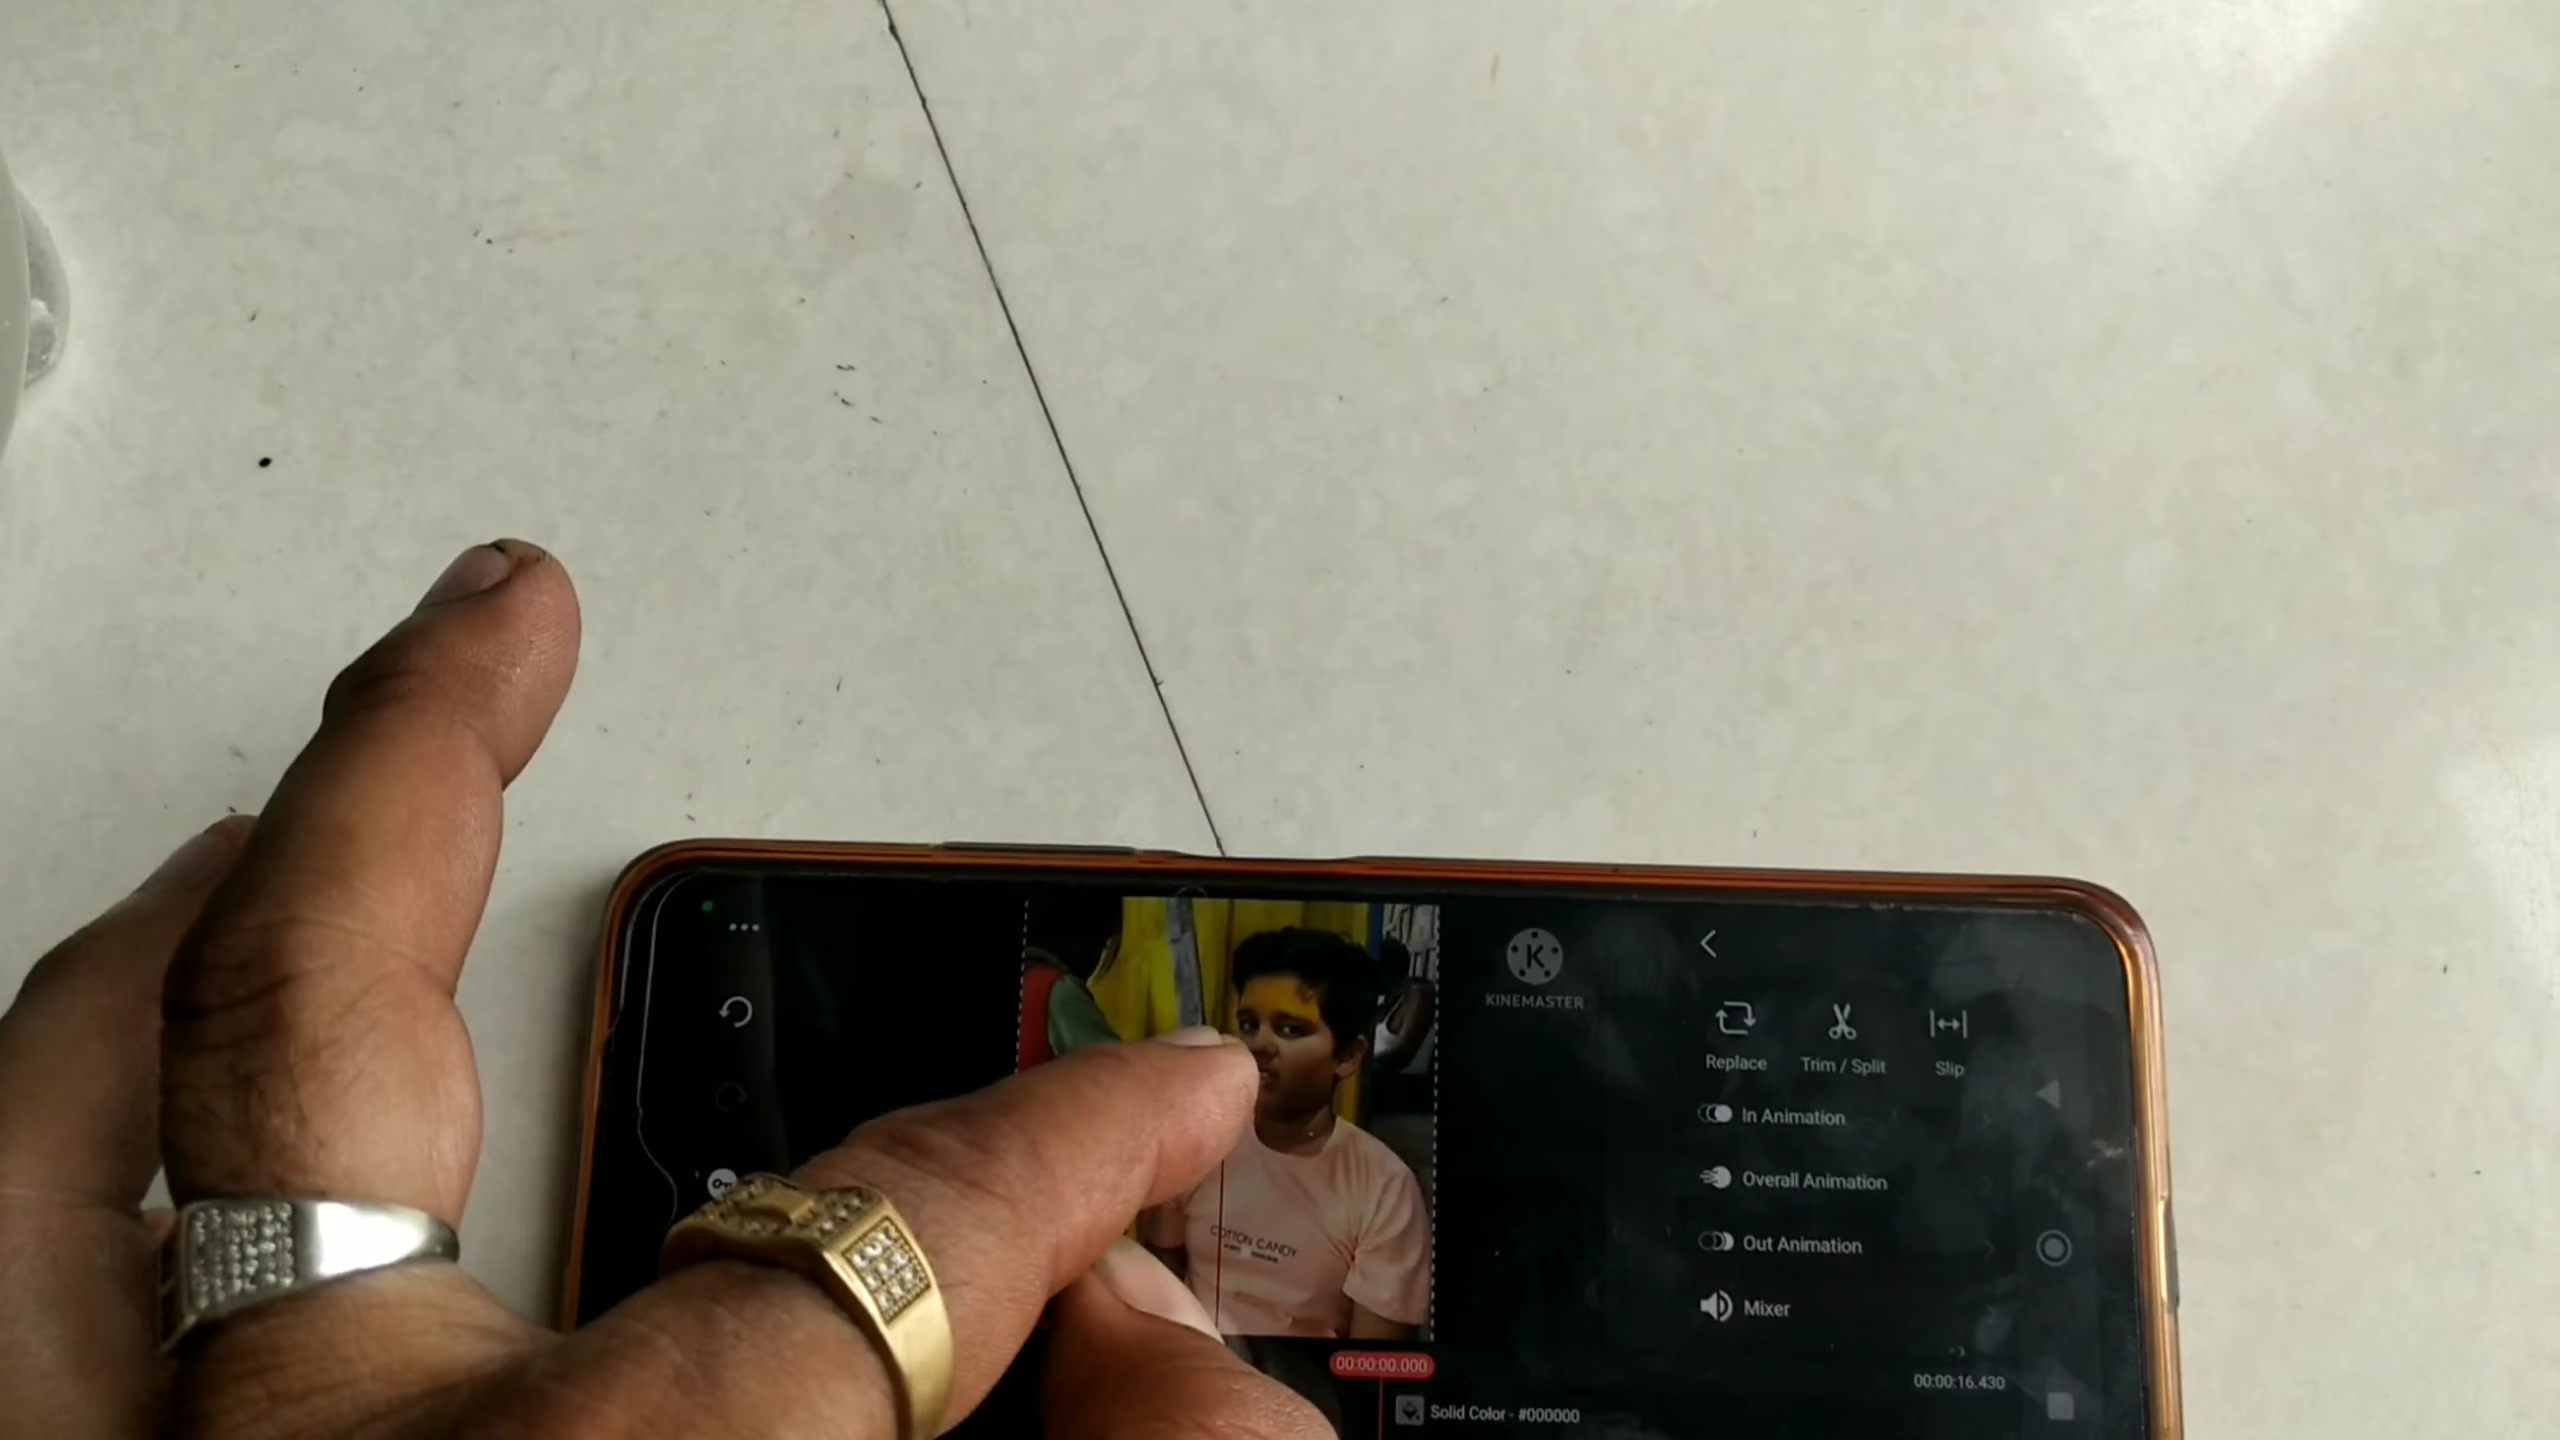 KINEMASTER
Replace
Trim / Split
Slip
In Animation
Overall Animation
Out Animation
Mixer
COTTON CANDY
00:00:00.000
00:00:16.430
Solid Color - #000000